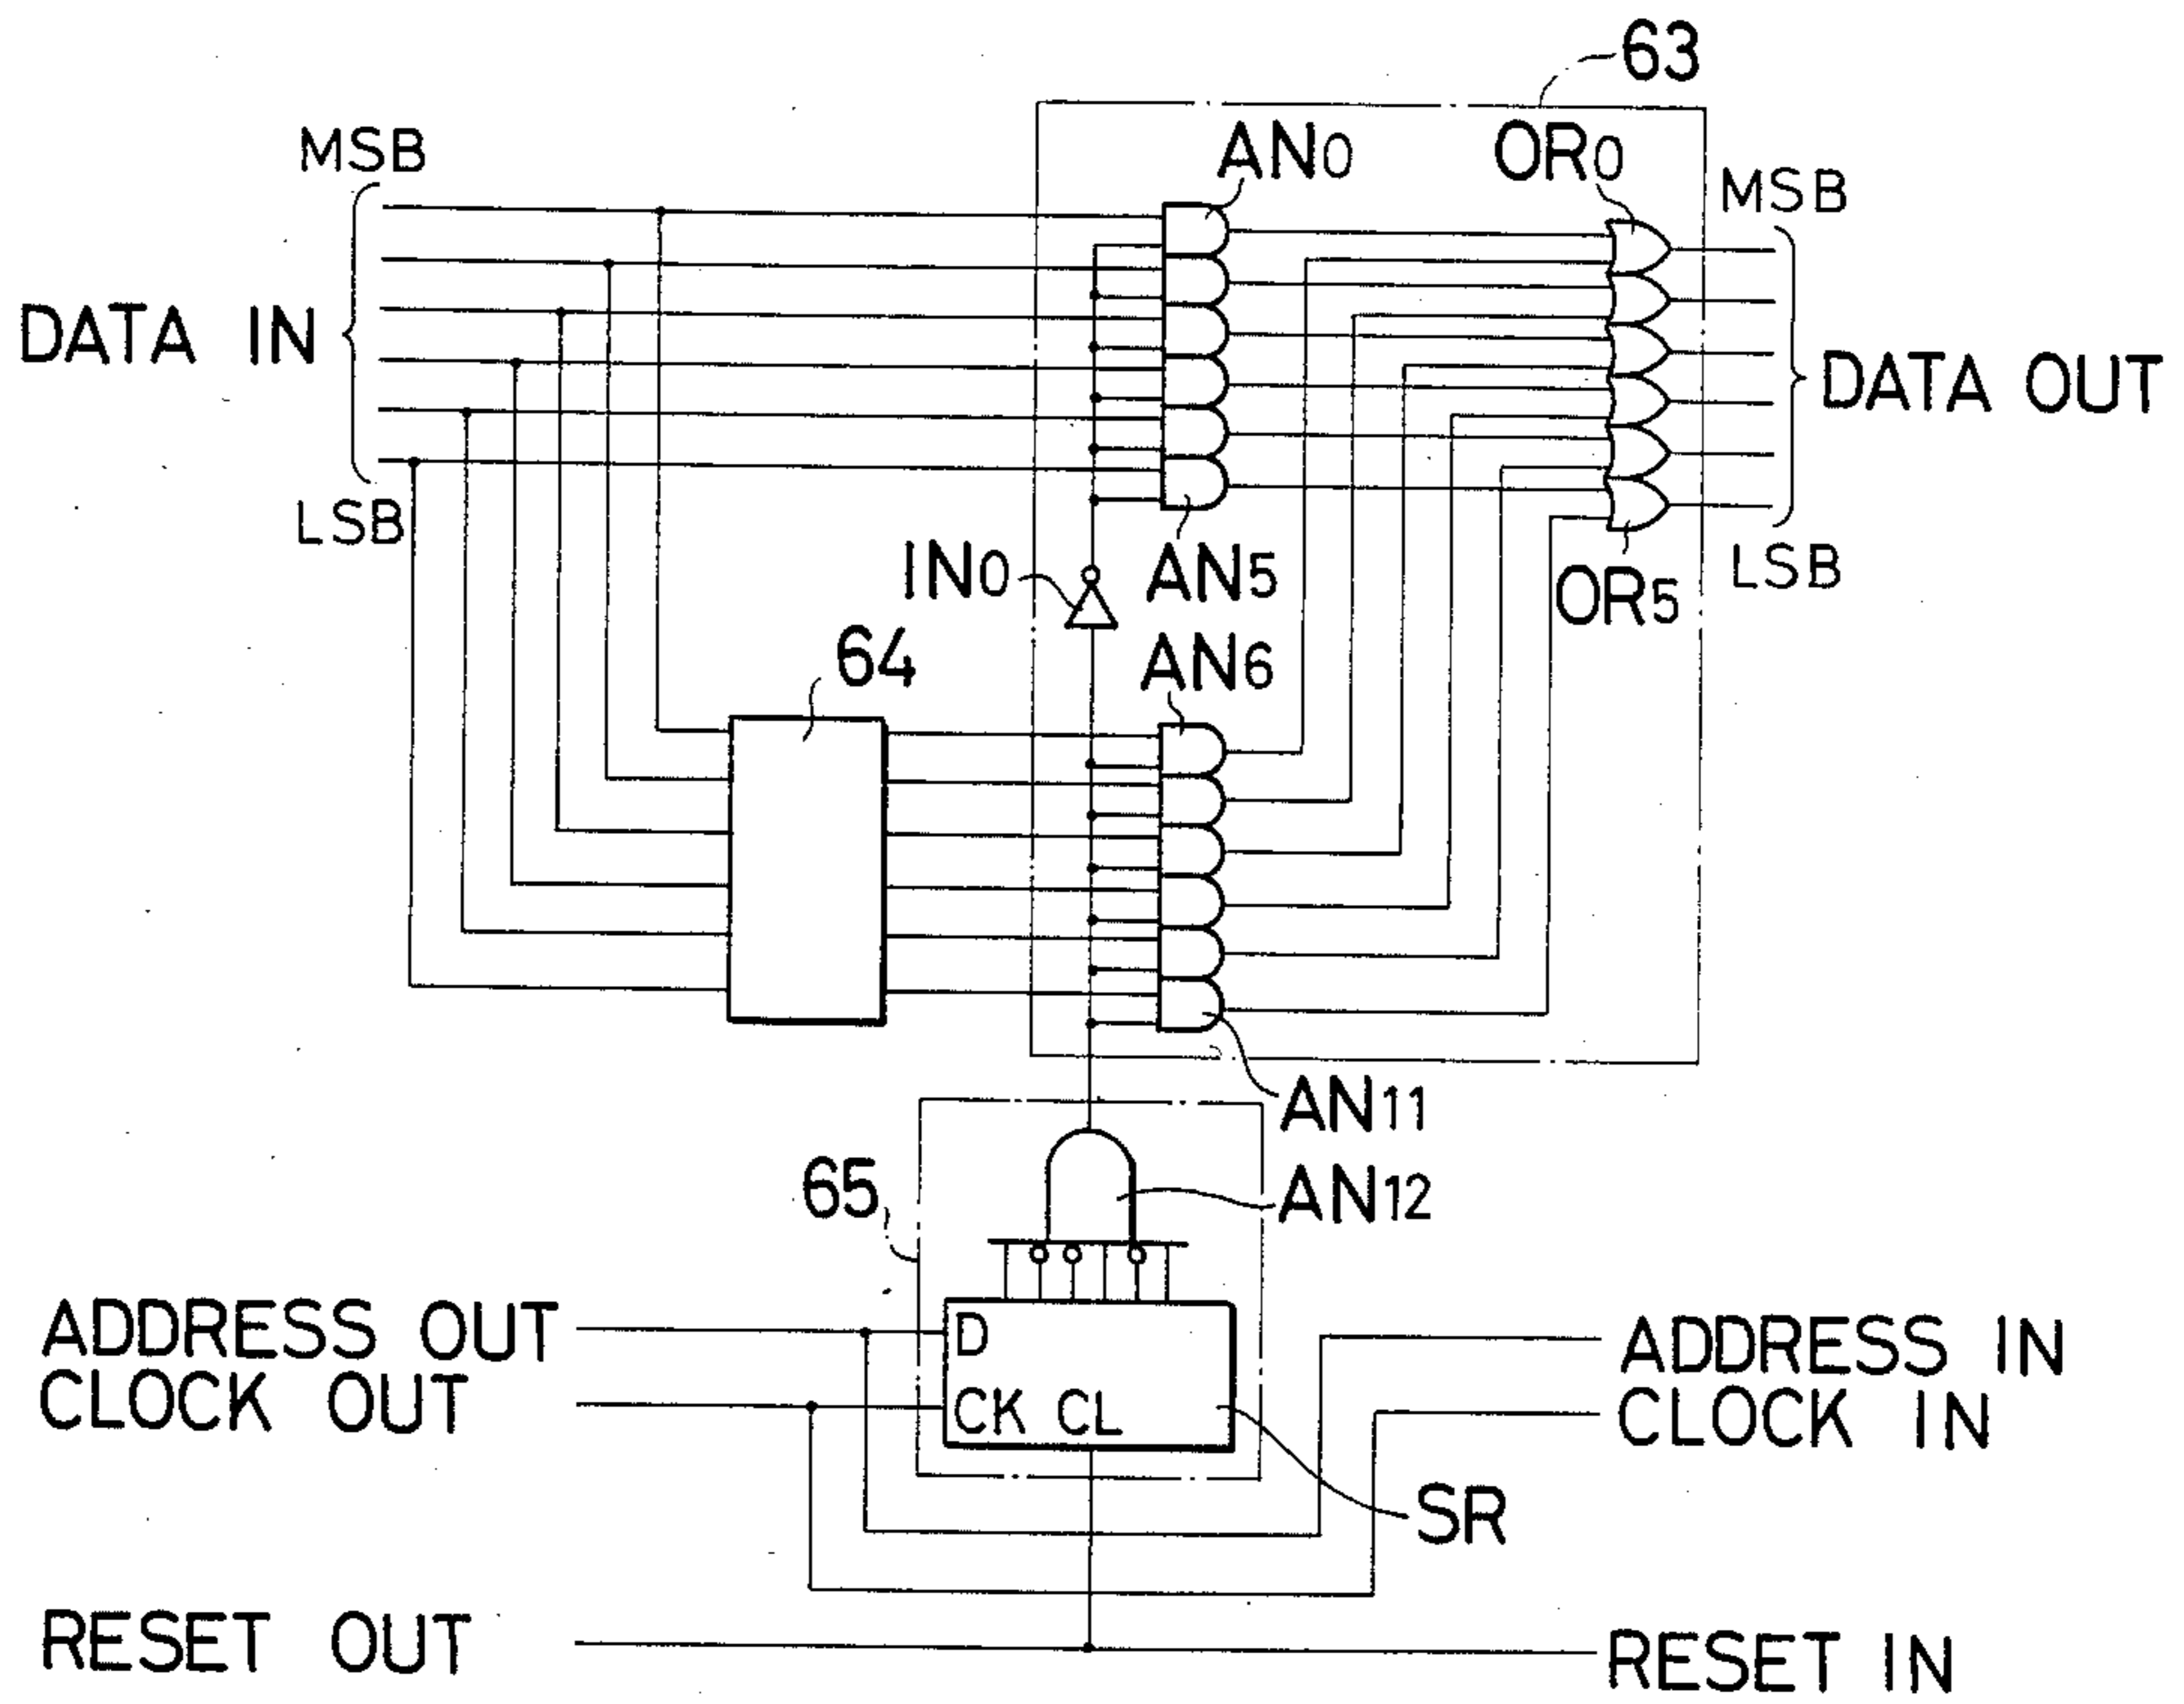 63
MSB
AN0
OR0
MSB
DATA IN
DATA OUT
LSB
IN0
AN5
OR5
LSB
64
AN6
AN11
65
AN12
ADDRESS OUT
D
ADDRESS IN
CLOCK OUT
CK CL
CLOCK IN
SR
RESET OUT
RESET IN